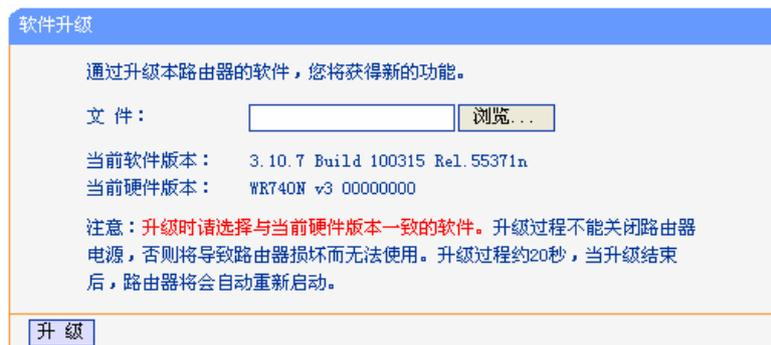 软件升级
通过升级本路由器的软件，您将获得新的功能。
文 件： 浏览...
当前软件版本： 3.10.7 Build 100315 Rel.55371n
当前硬件版本： WR740N v3 00000000
注意：升级时请选择与当前硬件版本一致的软件。升级过程不能关闭路由器
电源，否则将导致路由器损坏而无法使用。升级过程约20秒，当升级结束
后，路由器将会自动重新启动。
升 级